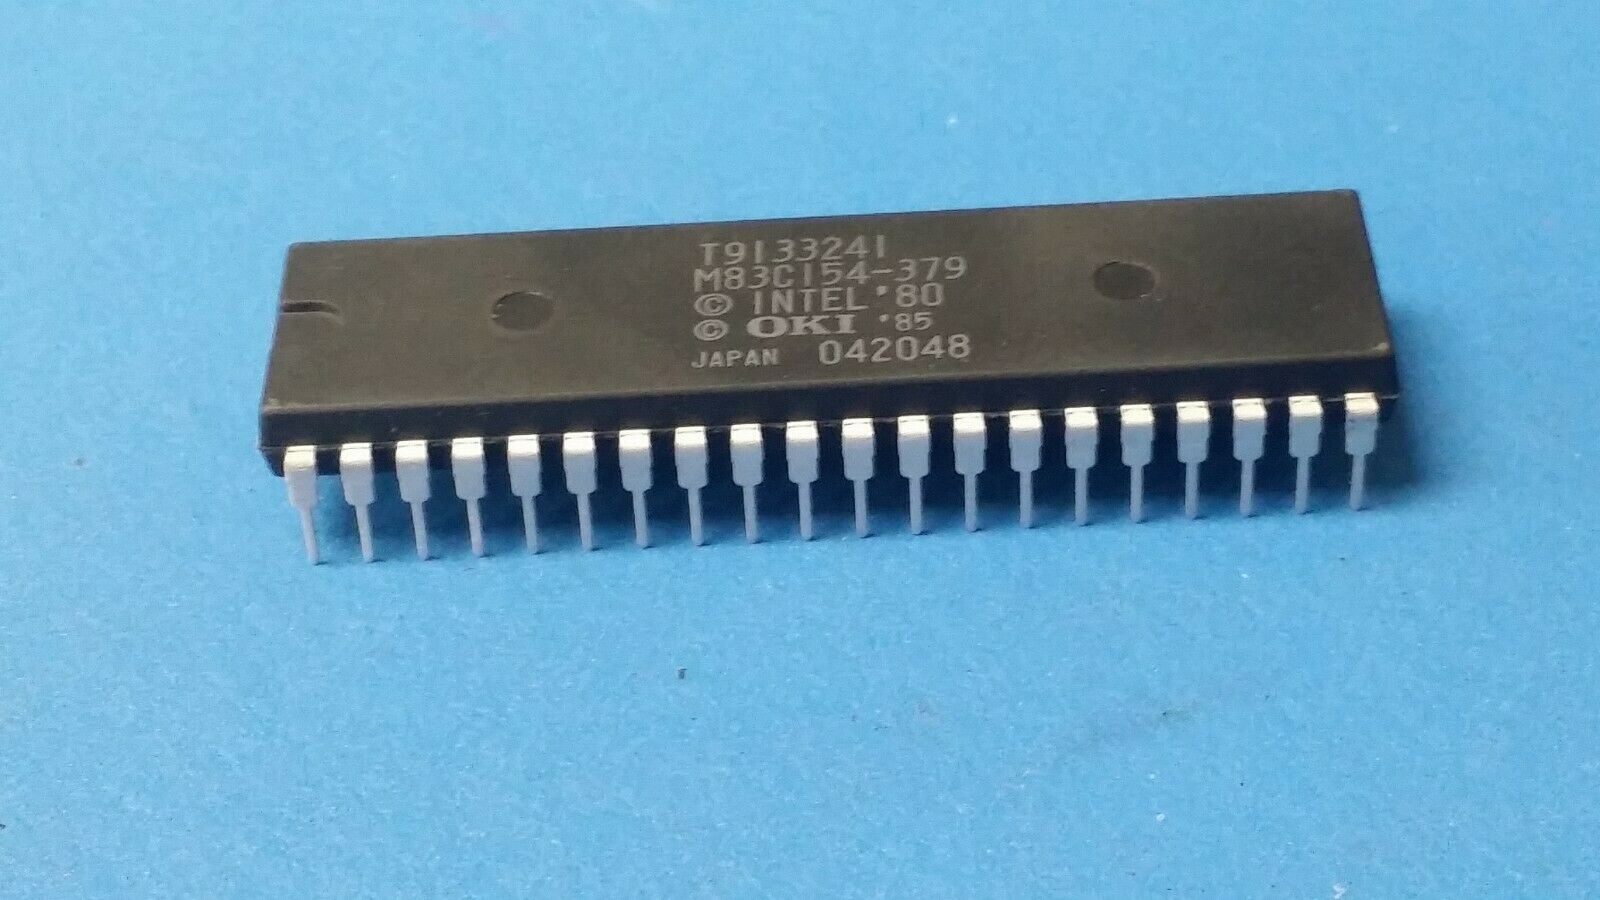 T9133241
M83C154-379
© INTEL '80
© OKI '85
JAPAN 042048